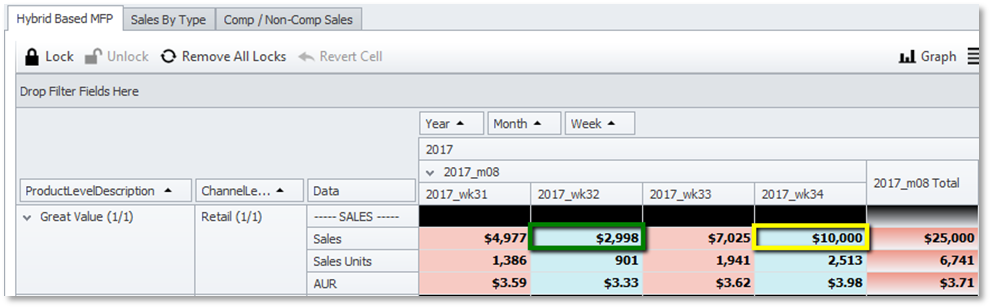 Hybrid Based MFP Sales By Type Comp / Non-Comp Sales
Lock Unlock Remove All Locks Revert Cell Graph
Drop Filter Fields Here
Year Month Week
2017
2017_m08 2017_m08 Total
ProductLevelDescription ChannelLe... Data 2017_wk31 2017_wk32 2017_wk33 2017_wk34
Great Value (1/1) Retail (1/1) ----- SALES -----
Sales $4,977 $2,998 $7,025 $10,000 $25,000
Sales Units 1,386 901 1,941 2,513 6,741
AUR $3.59 $3.33 $3.62 $3.98 $3.71